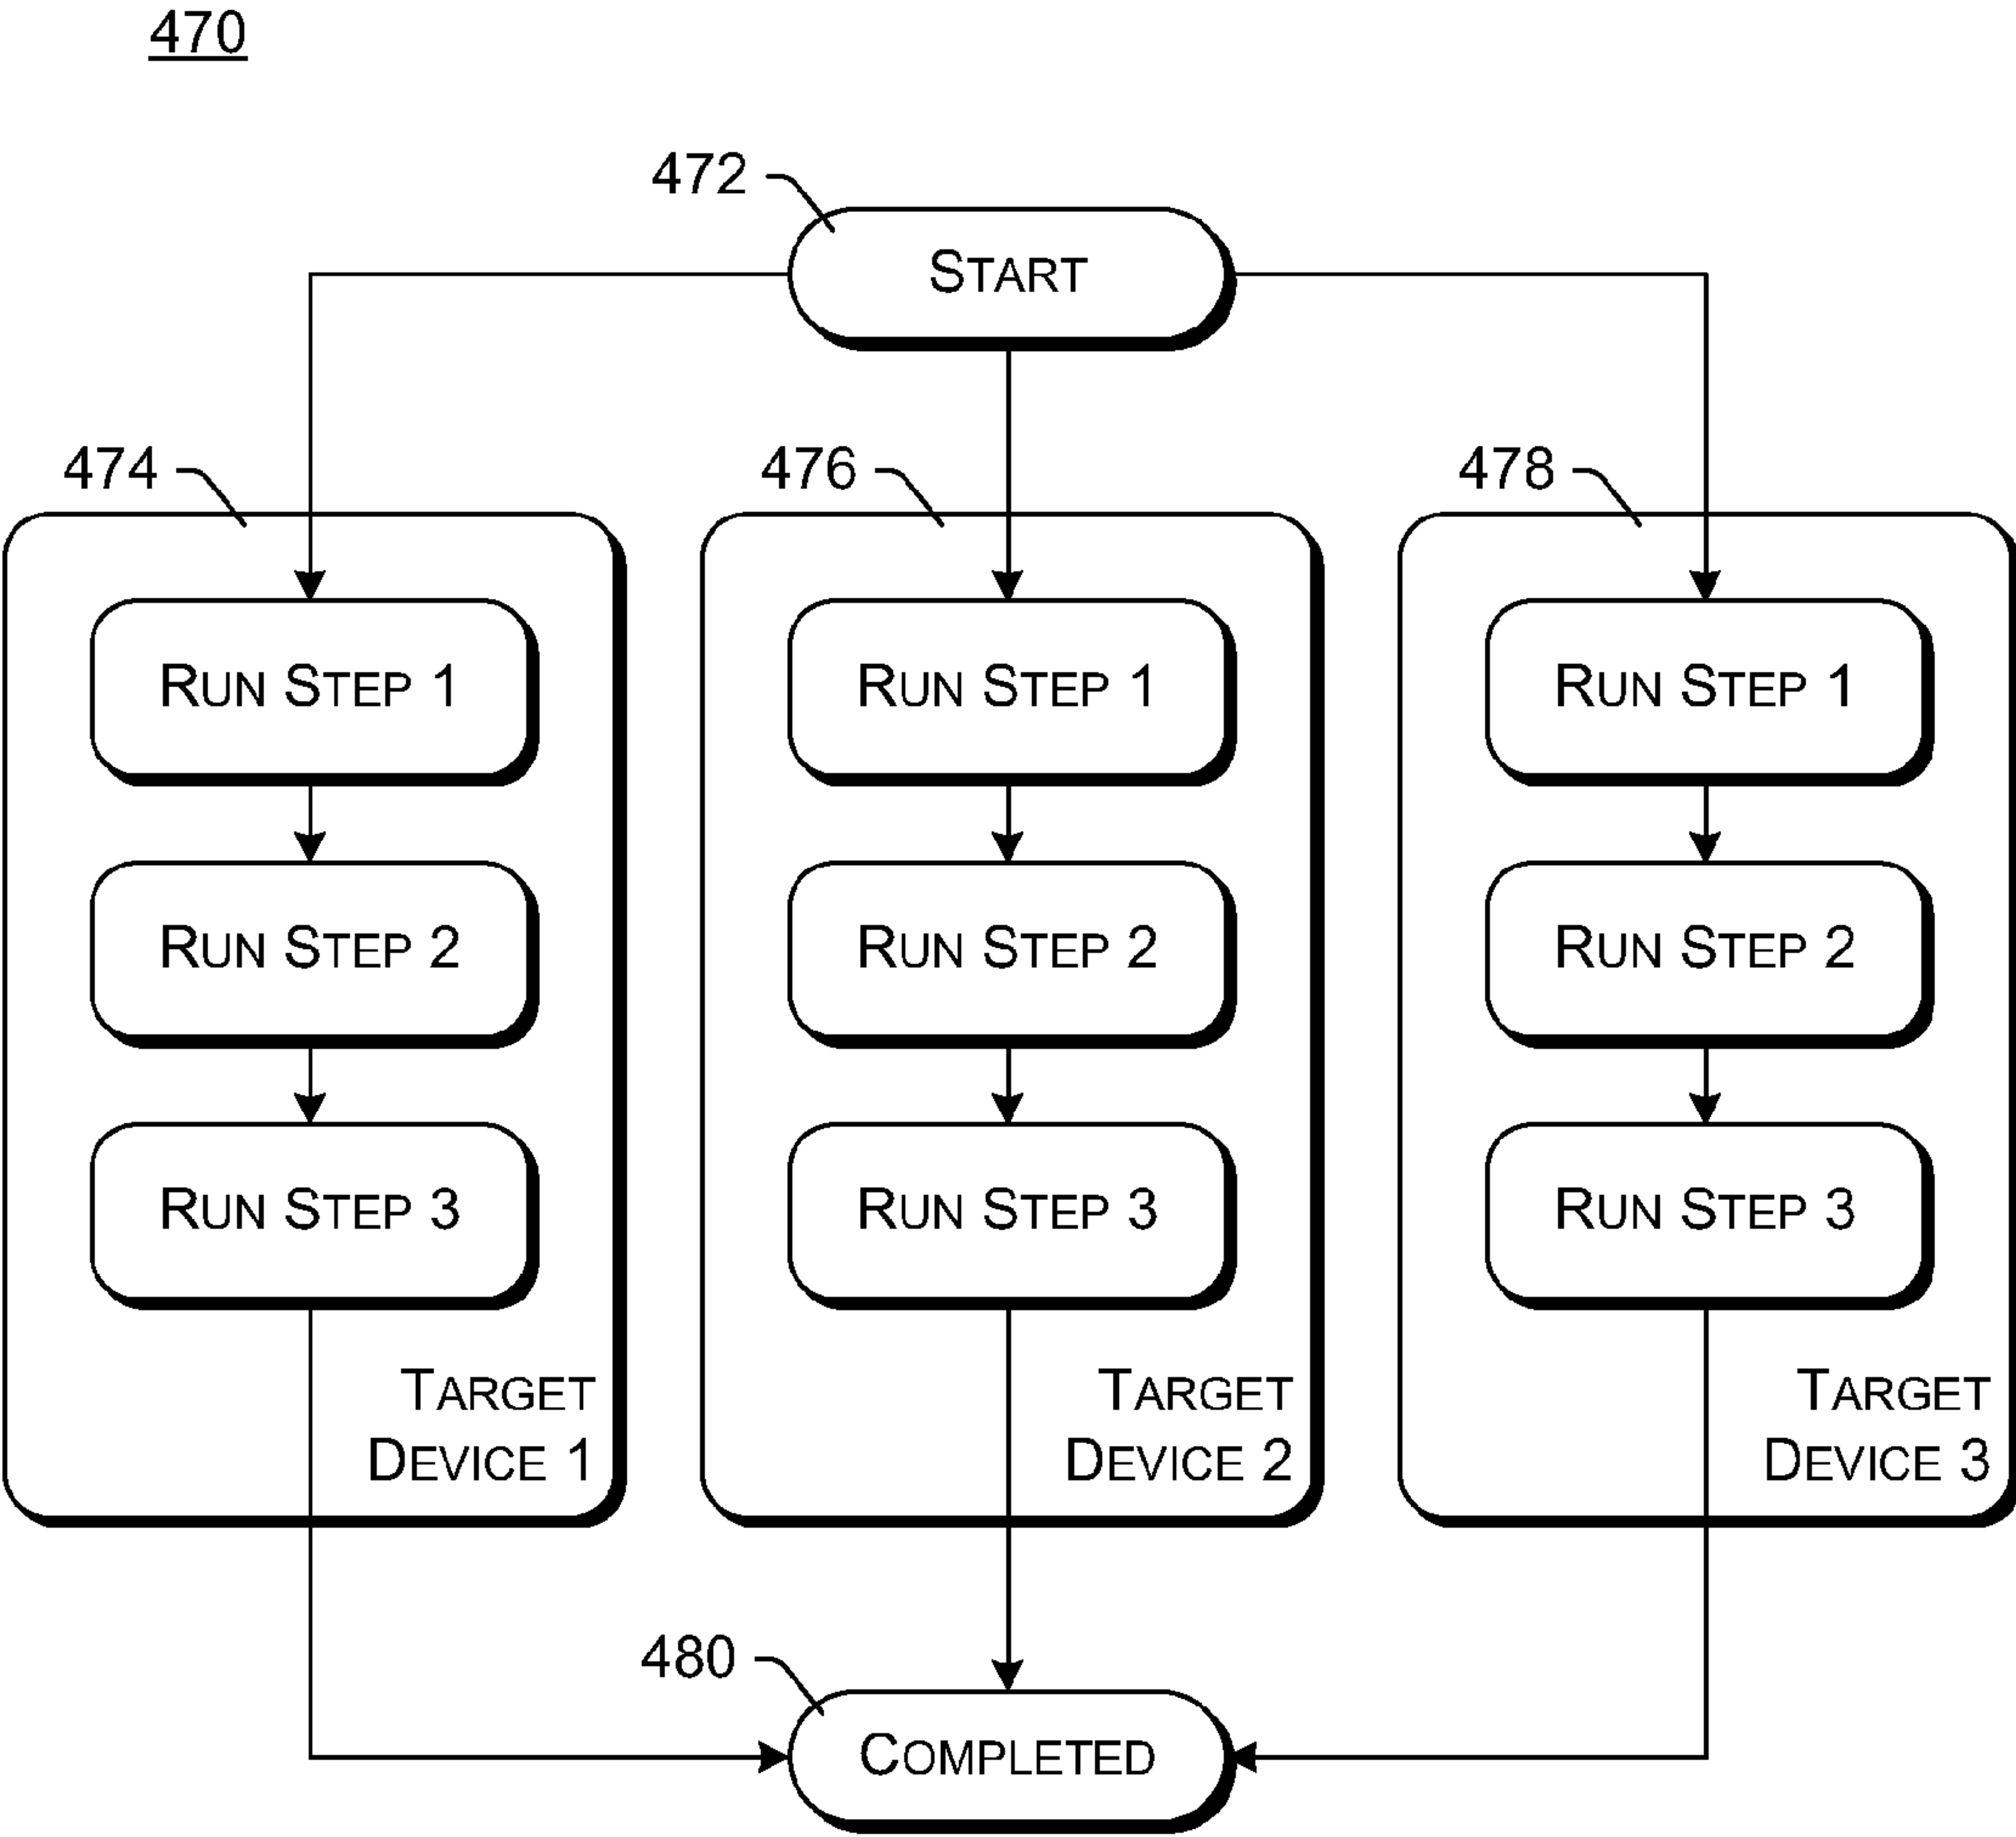 470
472
START
474
476
478
RUN STEP 1
RUN STEP 1
RUN STEP 1
RUN STEP 2
RUN STEP 2
RUN STEP 2
RUN STEP 3
RUN STEP 3
RUN STEP 3
TARGET
DEVICE 1
TARGET
DEVICE 2
TARGET
DEVICE 3
480
COMPLETED